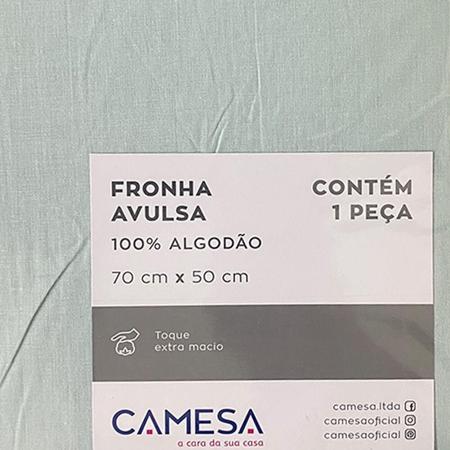 FRONHA
AVULSA
CONTÉM
1 PEÇA
100% ALGODÃO
70 cm x 50 cm
Toque
extra macio
CAMESA
a cara da sua casa
camesa.ltda
camesaoficial
camesaoficial